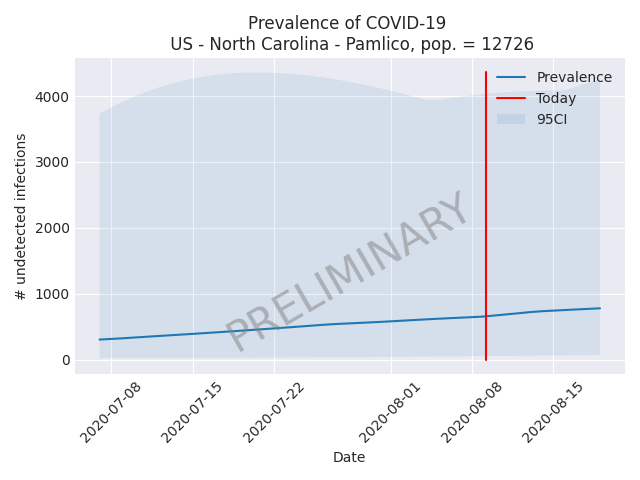 Prevalence of COVID-19
US - North Carolina - Pamlico, pop. = 12726
Prevalence
Today
95CI
# undetected infections
4000
3000
2000
1000
0
PRELIMINARY
2020-07-08
2020-07-15
2020-07-22
2020-08-01
2020-08-08
2020-08-15
Date